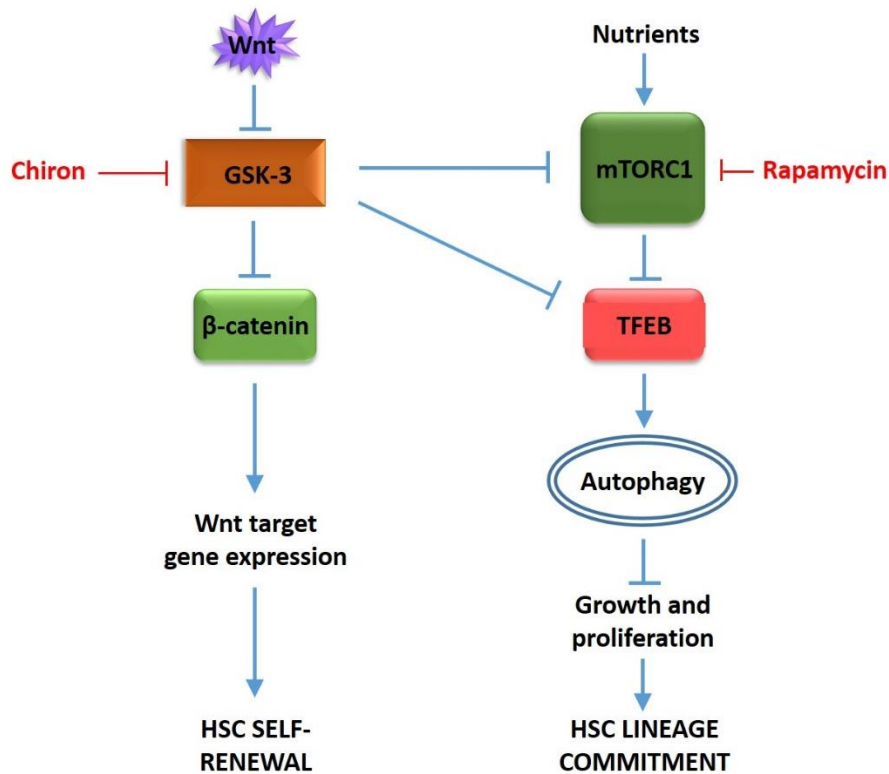 Wnt
Nutrients
Chiron
GSK-3
mTORC1
Rapamycin
β-catenin
TFEB
Autophagy
Wnt target
gene expression
Growth and
proliferation
HSC SELF-
RENEWAL
HSC LINEAGE
COMMITMENT